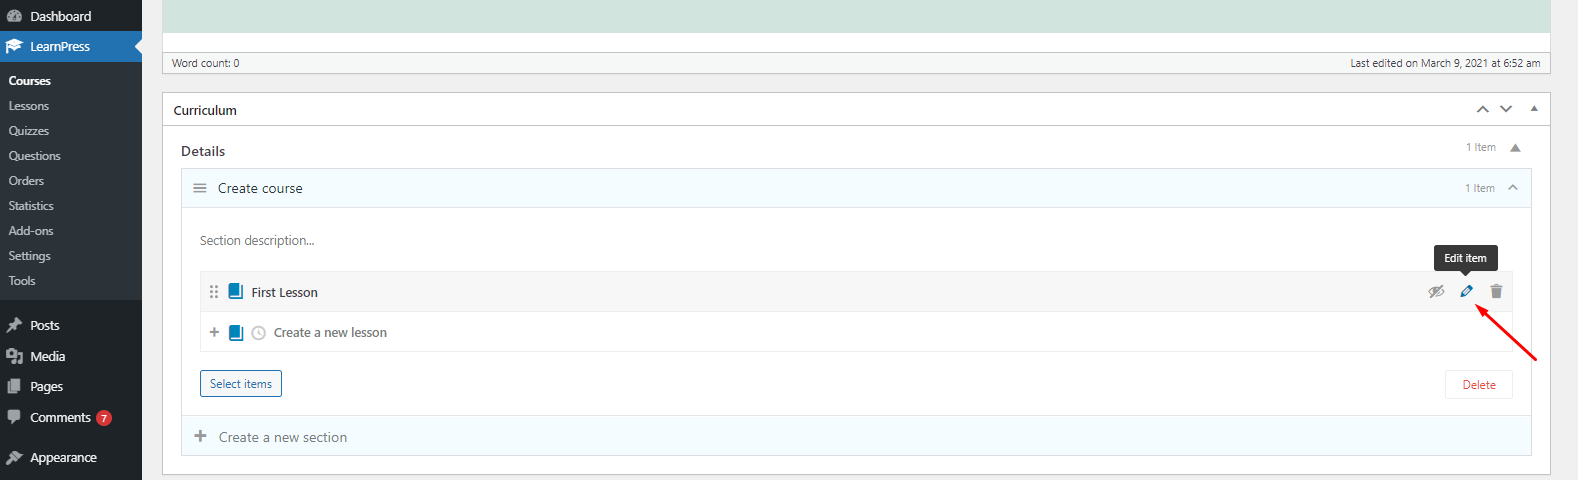 Dashboard
LearnPress
Courses
Lessons
Quizzes
Questions
Orders
Statistics
Add-ons
Settings
Tools
Posts
Media
Pages
Comments 7
Appearance
Word count: 0
Last edited on March 9, 2021 at 6:52 am
Curriculum
Details
1 Item
Create course
1 Item
Section description...
Edit item
First Lesson
Create a new lesson
Select items
Delete
Create a new section